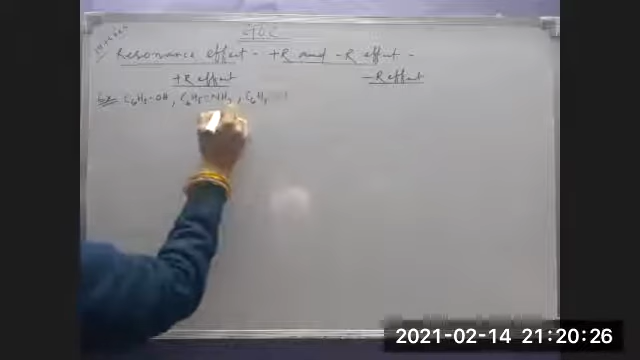 GOC
Resonance effect - +R and -R effect -
+R effect
-R effect
Ex. C6H5-OH, C6H5-NH2, C6H5
2021-02-14 21:20:26